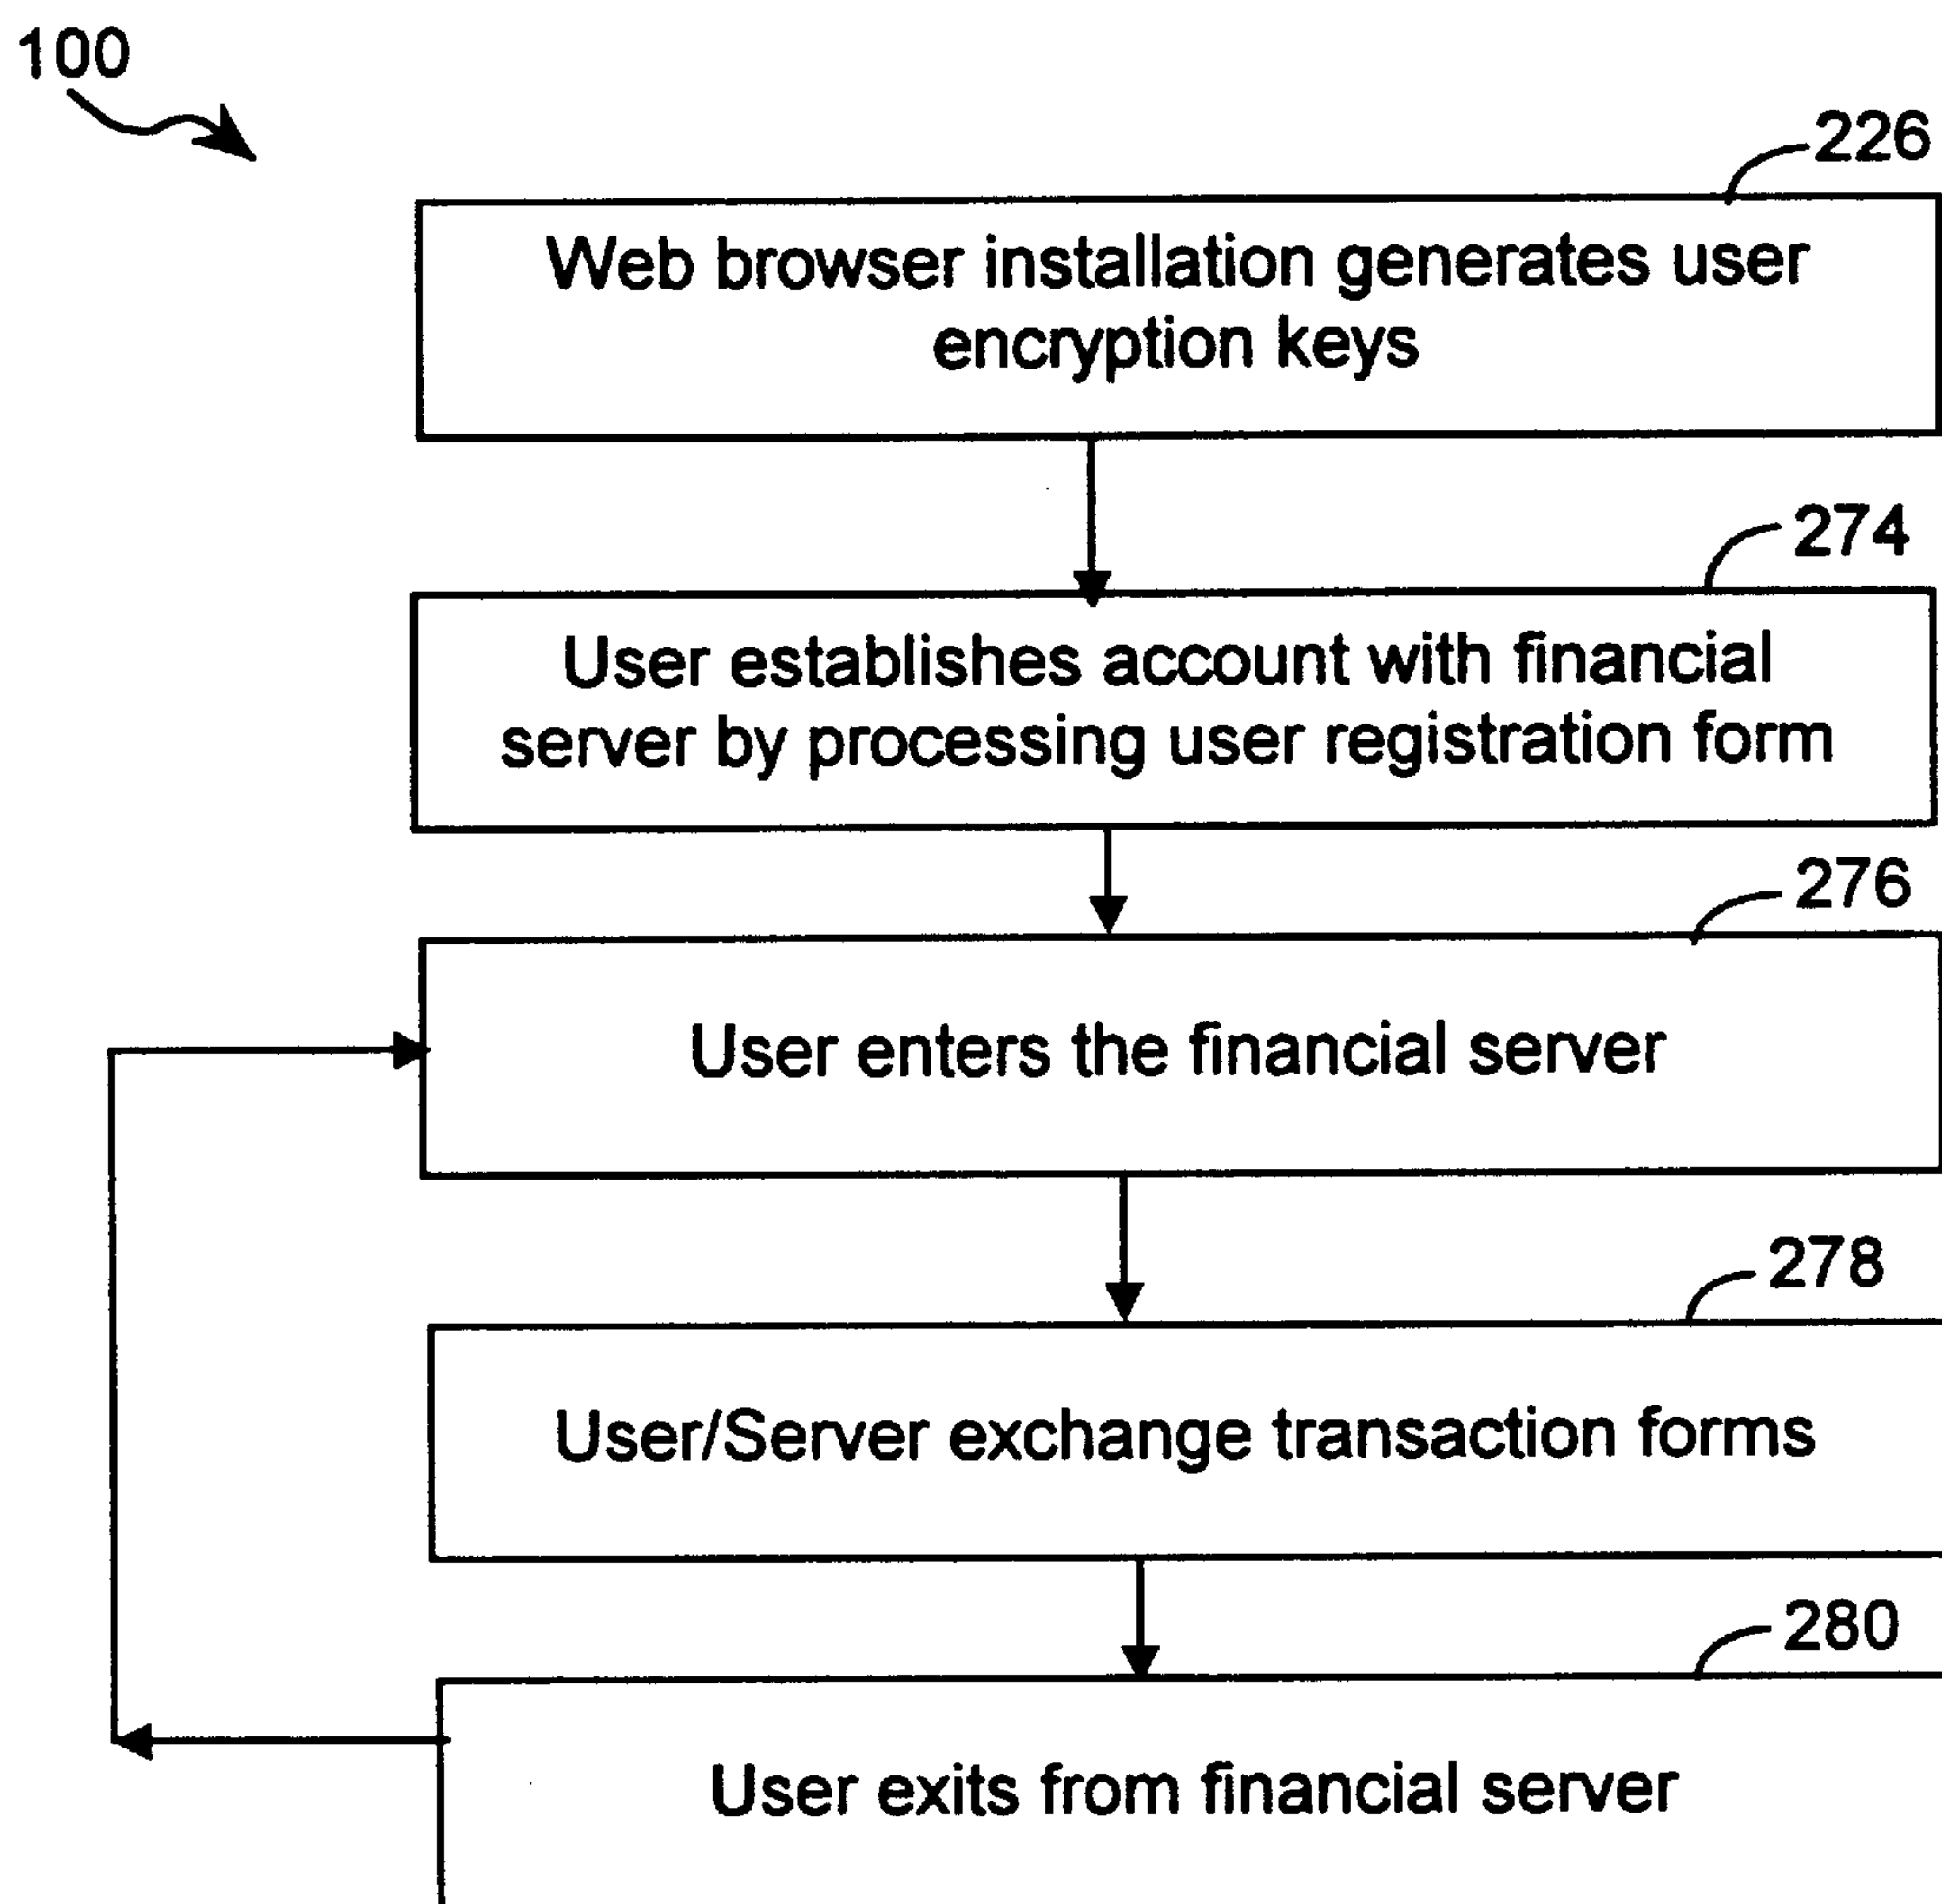 100
226
Web browser installation generates user
encryption keys
274
User establishes account with financial
server by processing user registration form
276
User enters the financial server
278
User/Server exchange transaction forms
280
User exits from financial server